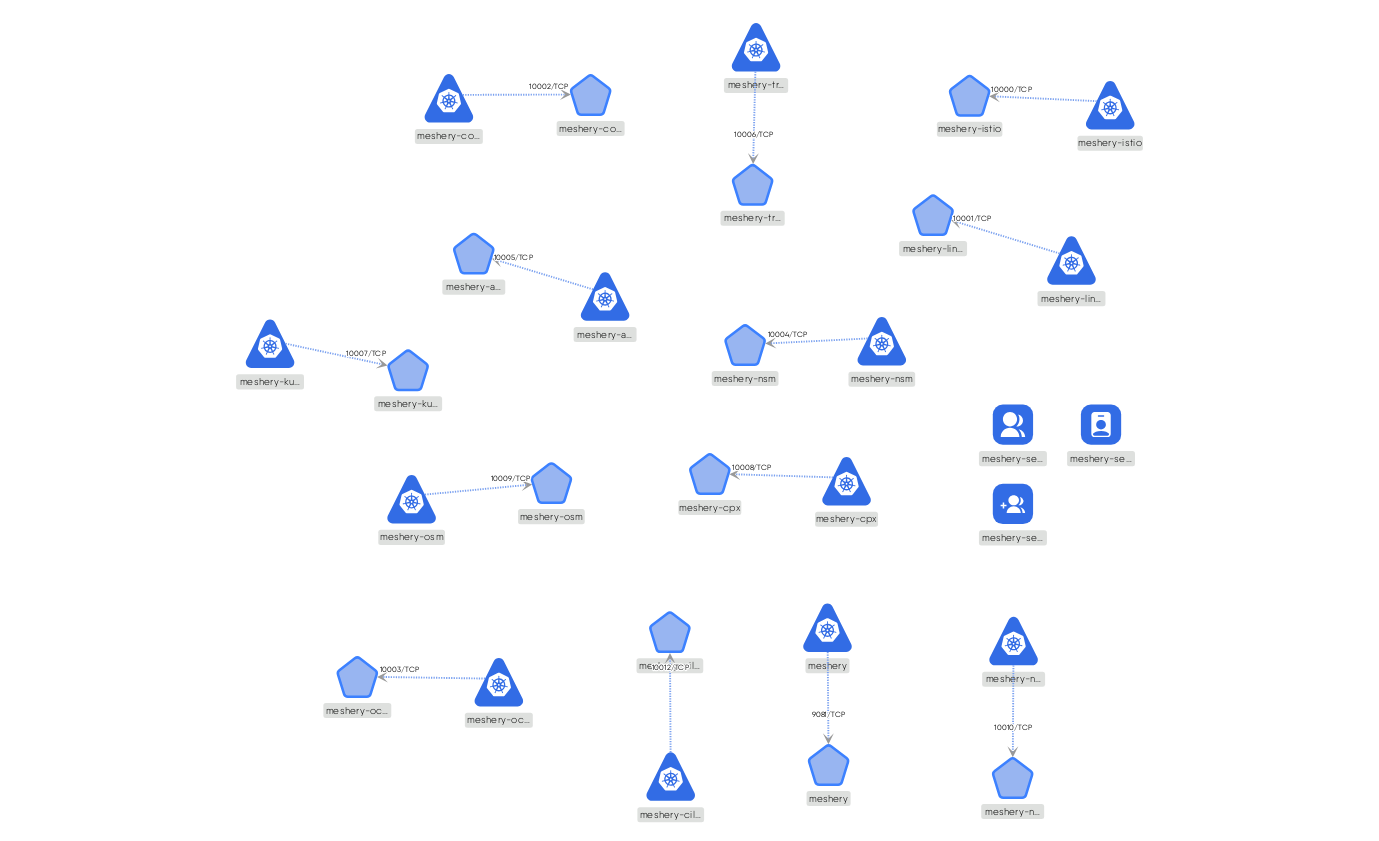 meshery-tr...
10002/TCP
10000/TCP
meshery-co...
meshery-co...
meshery-istio
10006/TCP
meshery-istio
meshery-tr...
10001/TCP
meshery-lin...
10005/TCP
meshery-a...
meshery-lin...
meshery-a...
10004/TCP
10007/TCP
meshery-nsm
meshery-nsm
meshery-ku...
meshery-ku...
meshery-se...
meshery-se...
10008/TCP
10009/TCP
meshery-cpx
meshery-osm
meshery-cpx
meshery-osm
meshery-se...
meshery
10012/TCP
10003/TCP
meshery-n...
meshery-oc...
meshery-oc...
9081/TCP
10010/TCP
meshery
meshery-n...
meshery-cil...